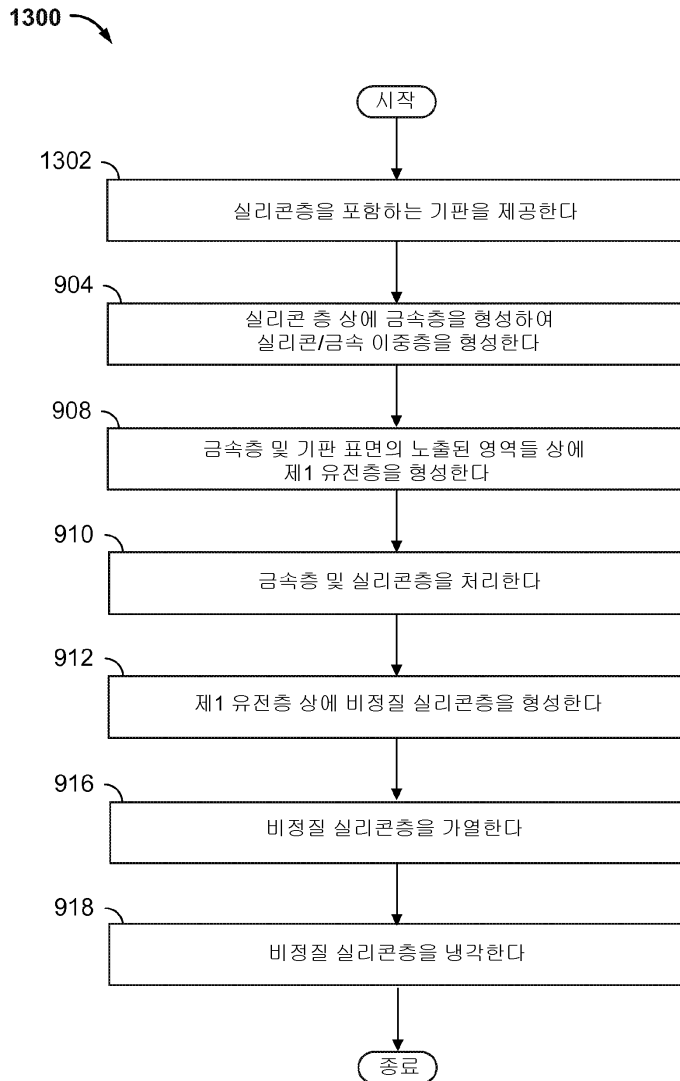 1300
시작
1302
실리콘층을 포함하는 기판을 제공한다
904
실리콘 층 상에 금속층을 형성하여
실리콘/금속 이중층을 형성한다
908
금속층 및 기판 표면의 노출된 영역들 상에
제1 유전층을 형성한다
910
금속층 및 실리콘층을 처리한다
912
제1 유전층 상에 비정질 실리콘층을 형성한다
916
비정질 실리콘층을 가열한다
918
비정질 실리콘층을 냉각한다
종료